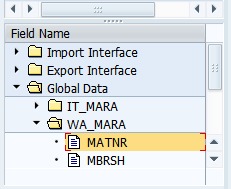 Field Name
Import Interface
Export Interface
Global Data
IT_MARA
WA_MARA
MATNR
MBRSH